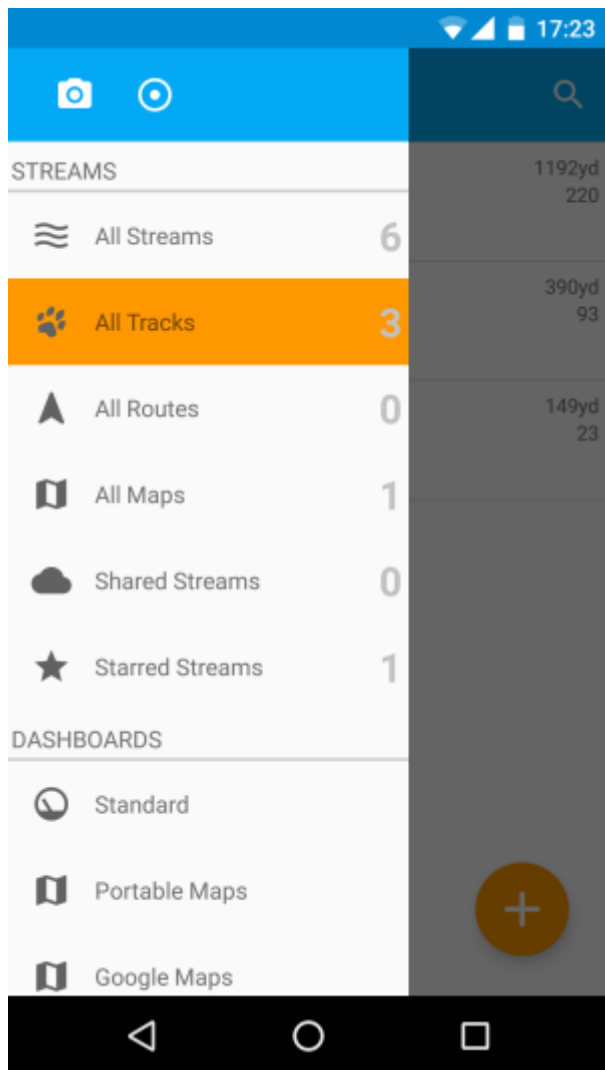 17:23
STREAMS
1192yd
220
All Streams 6
390yd
All Tracks 3
93
All Routes 0
149yd
23
All Maps 1
Shared Streams 0
Starred Streams 1
DASHBOARDS
Standard
Portable Maps
Google Maps